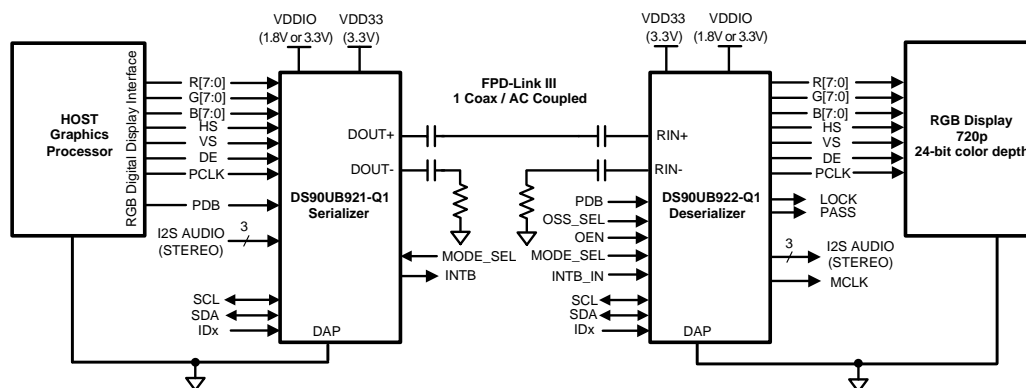 VDDIO
(1.8V or 3.3V)
VDD33
(3.3V)
VDD33
(3.3V)
VDDIO
(1.8V or 3.3V)
HOST
Graphics
Processor
RGB Digital Display Interface
R[7:0]
G[7:0]
B[7:0]
HS
VS
DE
PCLK
PDB
I2S AUDIO
(STEREO)
3
SCL
SDA
IDx
DOUT+
DOUT-
DS90UB921-Q1
Serializer
DAP
MODE_SEL
INTB
FPD-Link III
1 Coax / AC Coupled
PDB
OSS_SEL
OEN
MODE_SEL
INTB_IN
SCL
SDA
IDx
RIN+
RIN-
DS90UB922-Q1
Deserializer
DAP
R[7:0]
G[7:0]
B[7:0]
HS
VS
DE
PCLK
LOCK
PASS
3
I2S AUDIO
(STEREO)
MCLK
RGB Display
720p
24-bit color depth